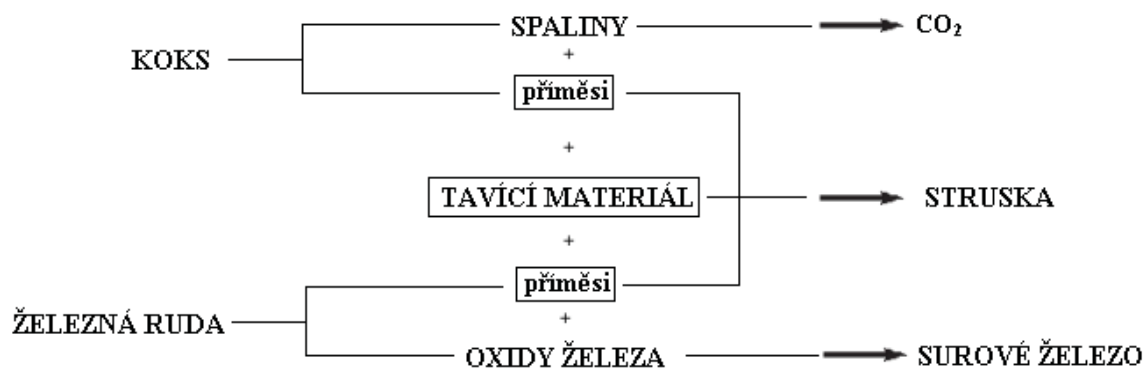 SPALINY CO₂
KOKS
+
příměsi
+
TAVÍCÍ MATERIÁL STRUSKA
+
příměsi
ŽELEZNÁ RUDA +
OXIDY ŽELEZA SUROVÉ ŽELEZO